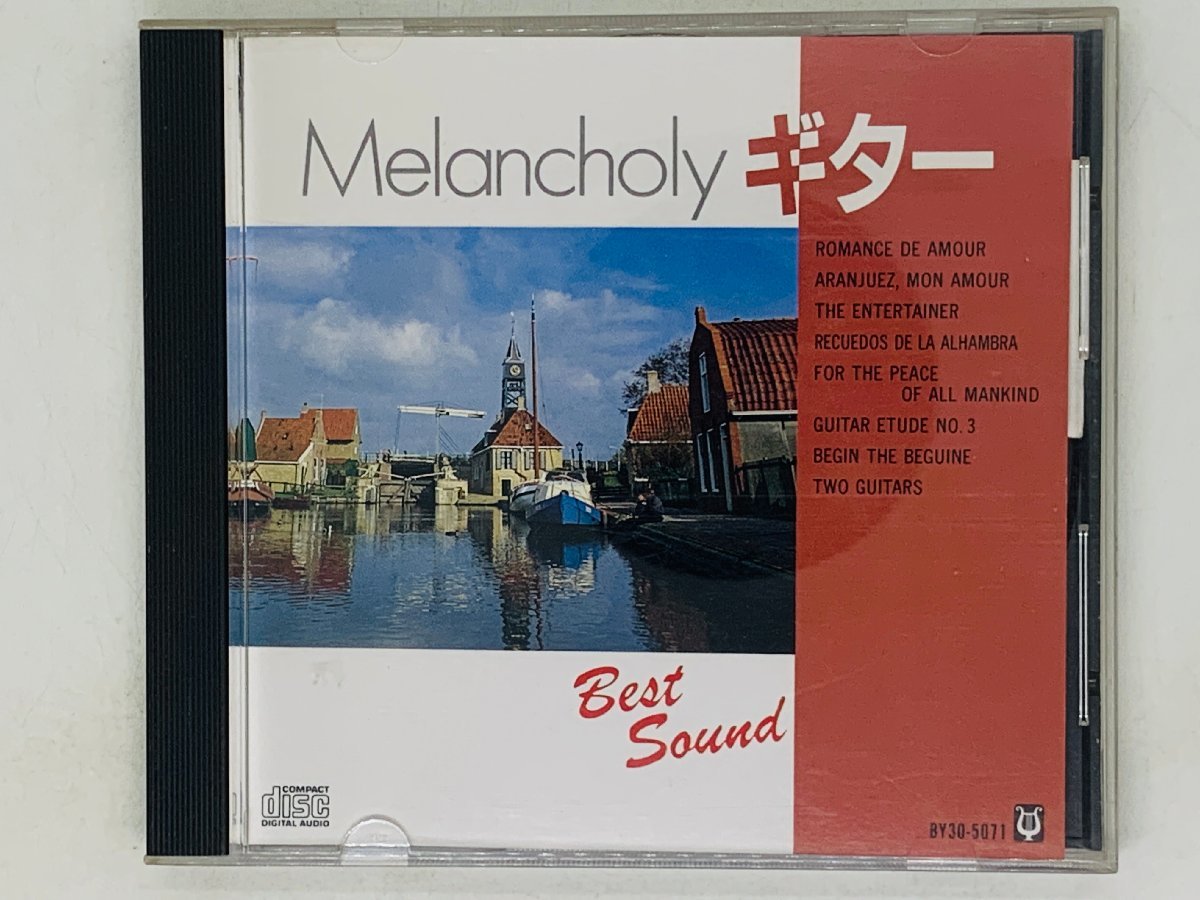 Melancholy ギター
ROMANCE DE AMOUR
ARANJUEZ, MON AMOUR
THE ENTERTAINER
RECUEDOS DE LA ALHAMBRA
FOR THE PEACE
OF ALL MANKIND
GUITAR ETUDE NO.3
BEGIN THE BEGUINE
TWO GUITARS
Best
Sound
COMPACT
disc
DIGITAL AUDIO
BY30-5071